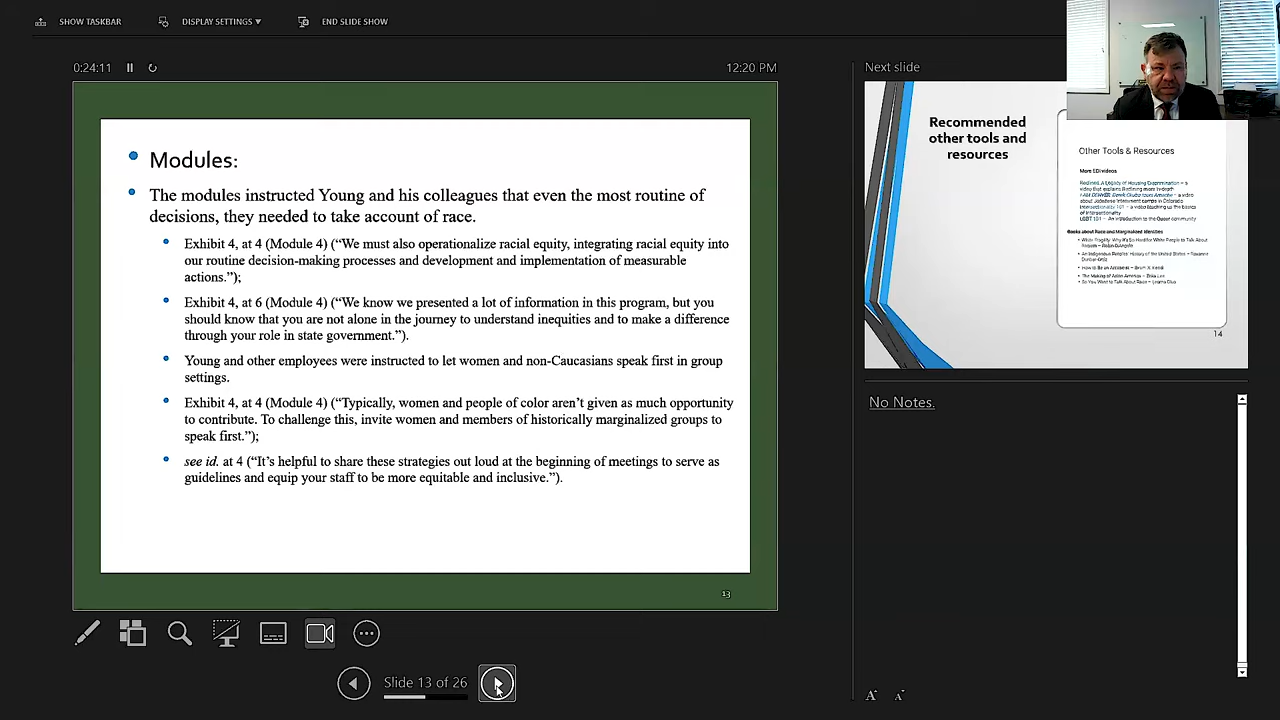 SHOW TASKBAR
DISPLAY SETTINGS ▼
END SLIDE SHOW
0:24:11
12:20 PM
• Modules:
• The modules instructed Young and his colleagues that even the most routine of
decisions, they needed to take account of race.
• Exhibit 4, at 4 (Module 4) (“We must also operationalize racial equity, integrating racial equity into
our routine decision-making processes and development and implementation of measurable
actions.”);
• Exhibit 4, at 6 (Module 4) (“We know we presented a lot of information in this program, but you
should know that you are not alone in the journey to understand inequities and to make a difference
through your role in state government.”).
• Young and other employees were instructed to let women and non-Caucasians speak first in group
settings.
• Exhibit 4, at 4 (Module 4) (“Typically, women and people of color aren’t given as much opportunity
to contribute. To challenge this, invite women and members of historically marginalized groups to
speak first.”);
• see id. at 4 (“It’s helpful to share these strategies out loud at the beginning of meetings to serve as
guidelines and equip your staff to be more equitable and inclusive.”).
13
Slide 13 of 26
Next slide
Recommended
other tools and
resources
Other Tools & Resources
14
No Notes.
A
A